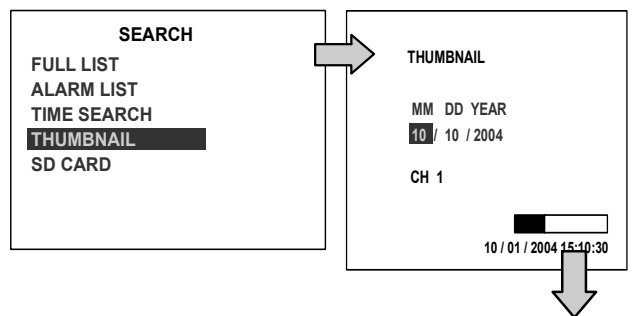 SEARCH
FULL LIST
ALARM LIST
TIME SEARCH
THUMBNAIL
SD CARD
THUMBNAIL
MM DD YEAR
10 / 10 / 2004
CH 1
10 / 01 / 2004 15:10:30